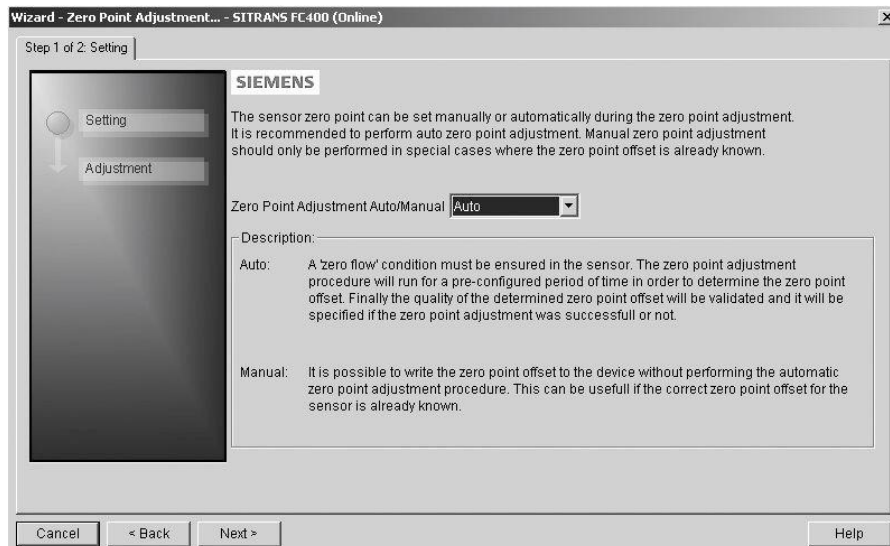 Wizard - Zero Point Adjustment... - SITRANS FC400 (Online)
Step 1 of 2: Setting
SIEMENS
Setting
Adjustment
The sensor zero point can be set manually or automatically during the zero point adjustment.
It is recommended to perform auto zero point adjustment. Manual zero point adjustment
should only be performed in special cases where the zero point offset is already known.
Zero Point Adjustment Auto/Manual Auto
Description:
Auto: A 'zero flow' condition must be ensured in the sensor. The zero point adjustment
procedure will run for a pre-configured period of time in order to determine the zero point
offset. Finally the quality of the determined zero point offset will be validated and it will be
specified if the zero point adjustment was successfull or not.
Manual: It is possible to write the zero point offset to the device without performing the automatic
zero point adjustment procedure. This can be usefull if the correct zero point offset for the
sensor is already known.
Cancel < Back Next > Help